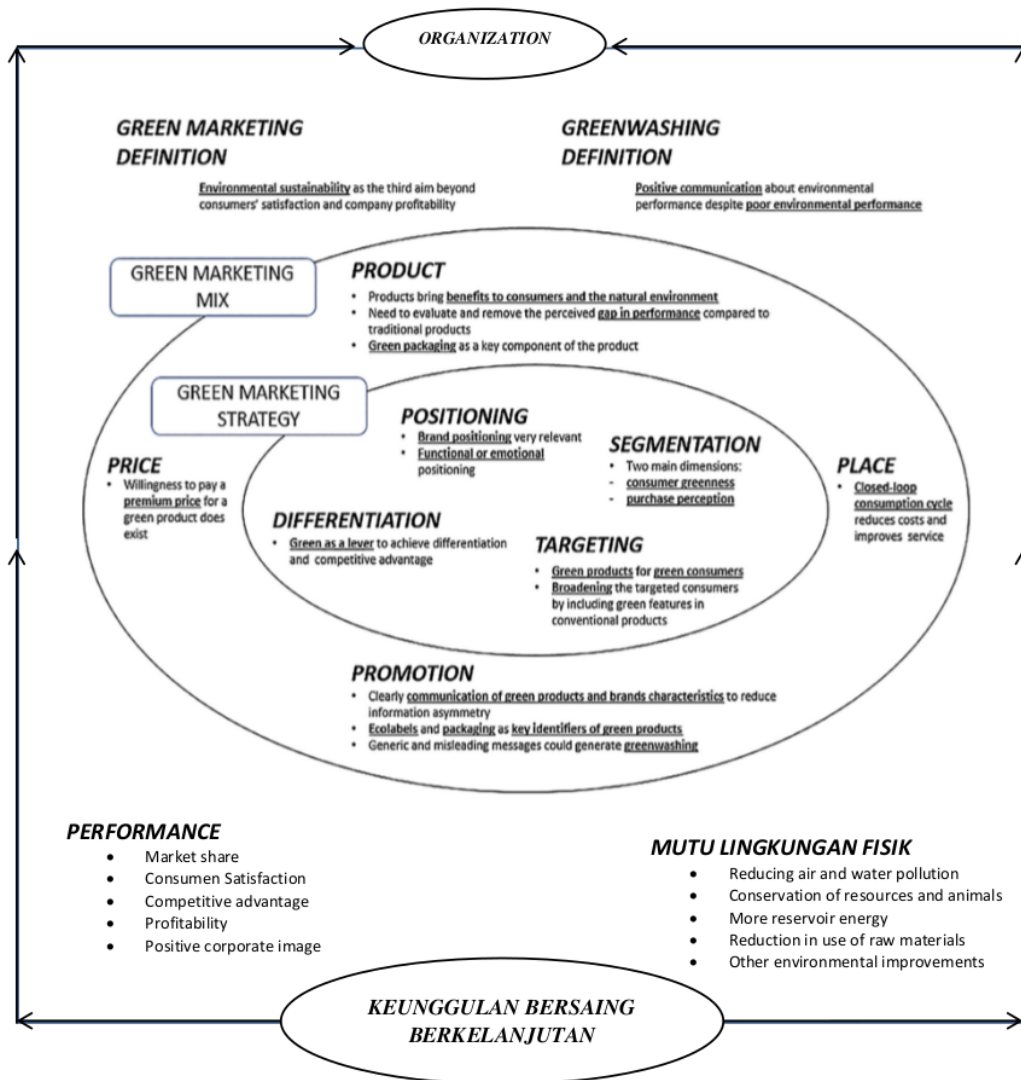 ORGANIZATION
GREEN MARKETING
DEFINITION
Environmental sustainability as the third aim beyond
consumers' satisfaction and company profitability
GREENWASHING
DEFINITION
Positive communication about environmental
performance despite poor environmental performance
GREEN MARKETING
MIX
PRODUCT
• Products bring benefits to consumers and the natural environment
• Need to evaluate and remove the perceived gap in performance compared to
traditional products
• Green packaging as a key component of the product
GREEN MARKETING
STRATEGY
POSITIONING
• Brand positioning very relevant
• Functional or emotional
positioning
SEGMENTATION
• Two main dimensions:
- consumer greenness
- purchase perception
PRICE
• Willingness to pay a
premium price for a
green product does
exist
PLACE
• Closed-loop
consumption cycle
reduces costs and
improves service
DIFFERENTIATION
• Green as a lever to achieve differentiation
and competitive advantage
TARGETING
• Green products for green consumers
• Broadening the targeted consumers
by including green features in
conventional products
PROMOTION
• Clearly communication of green products and brands characteristics to reduce
information asymmetry
• Ecolabels and packaging as key identifiers of green products
• Generic and misleading messages could generate greenwashing
PERFORMANCE
• Market share
• Consumen Satisfaction
• Competitive advantage
• Profitability
• Positive corporate image
MUTU LINGKUNGAN FISIK
• Reducing air and water pollution
• Conservation of resources and animals
• More reservoir energy
• Reduction in use of raw materials
• Other environmental improvements
KEUNGGULAN BERSAING
BERKELANJUTAN